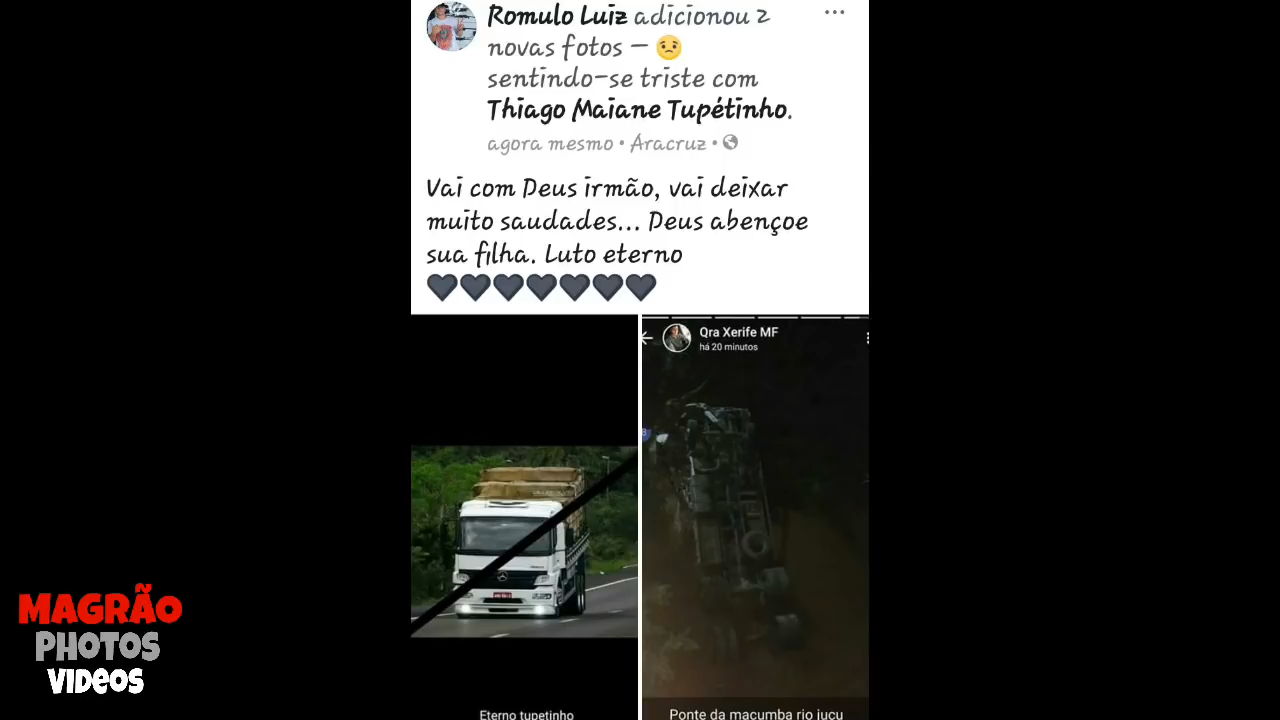 Romulo Luiz adicionou 2
novas fotos — 😟
sentindo-se triste com
Thiago Maiane Tupétinho.
agora mesmo • Aracruz •
Vai com Deus irmão, vai deixar
muito saudades... Deus abençoe
sua filha. Luto eterno
🖤🖤🖤🖤🖤🖤🖤
Qra Xerife MF
há 20 minutos
Eterno tupetinho
Ponte da macumba rio jucu
MAGRÃO
PHOTOS
VIDEOS